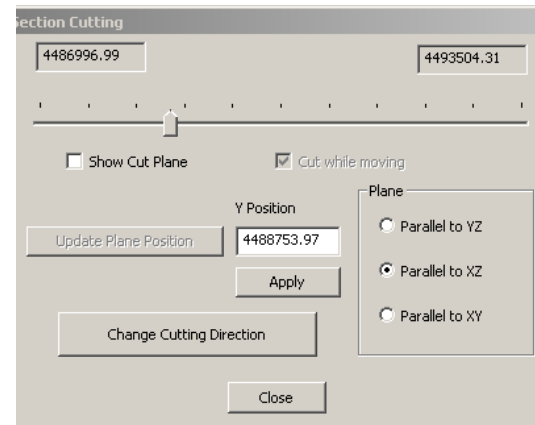 Section Cutting
4486996.99
4493504.31
Show Cut Plane
Cut while moving
Plane
Y Position
Parallel to YZ
Update Plane Position
4488753.97
Parallel to XZ
Apply
Parallel to XY
Change Cutting Direction
Close